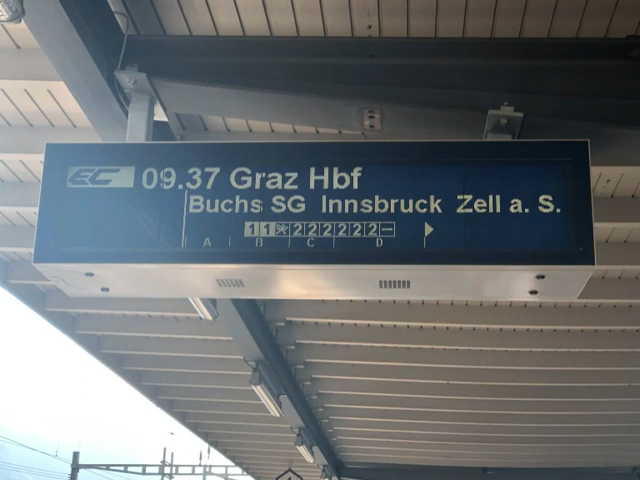 EC 09.37 Graz Hbf
Buchs SG Innsbruck Zell a. S.
1 1 2 2 2 2 2 2
A B C D